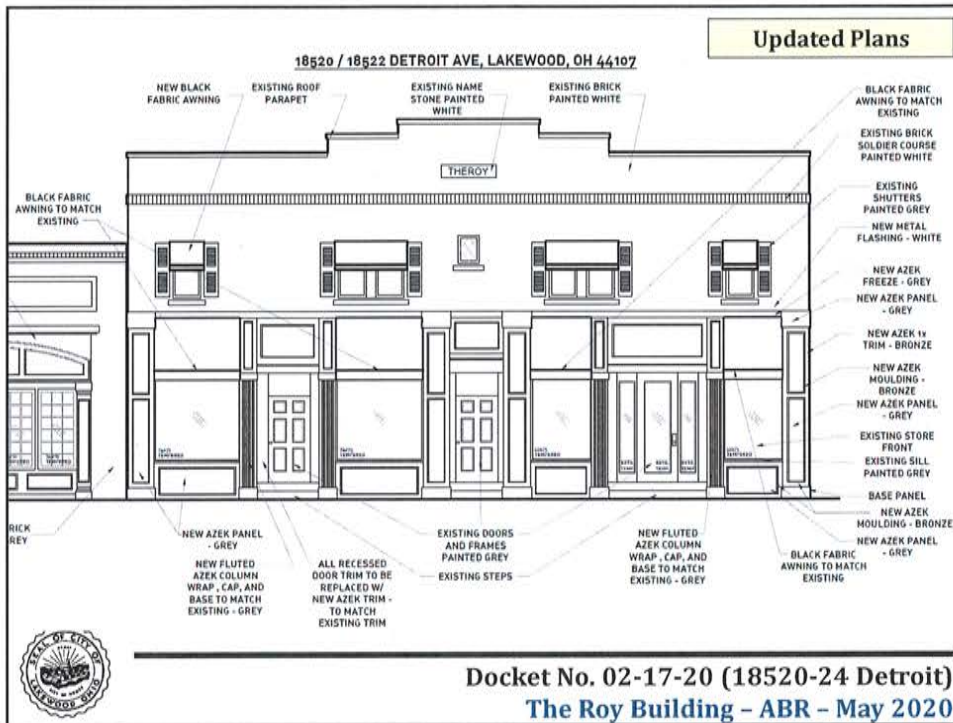 Updated Plans
18520 / 18522 DETROIT AVE, LAKEWOOD, OH 44107
NEW BLACK
FABRIC AWNING
EXISTING ROOF
PARAPET
EXISTING NAME
STONE PAINTED
WHITE
EXISTING BRICK
PAINTED WHITE
BLACK FABRIC
AWNING TO MATCH
EXISTING
EXISTING BRICK
SOLDIER COURSE
PAINTED WHITE
EXISTING
SHUTTERS
PAINTED GREY
NEW METAL
FLASHING - WHITE
NEW AZEK
FREEZE - GREY
NEW AZEK PANEL
- GREY
NEW AZEK 1x
TRIM - BRONZE
NEW AZEK
MOULDING -
BRONZE
NEW AZEK PANEL
- GREY
EXISTING STORE
FRONT
EXISTING SILL
PAINTED GREY
BASE PANEL
NEW AZEK
MOULDING - BRONZE
NEW AZEK PANEL
- GREY
THEROY
BLACK FABRIC
AWNING TO MATCH
EXISTING
RICK
REY
NEW AZEK PANEL
- GREY
NEW FLUTED
AZEK COLUMN
WRAP , CAP, AND
BASE TO MATCH
EXISTING - GREY
ALL RECESSED
DOOR TRIM TO BE
REPLACED W/
NEW AZEK TRIM -
TO MATCH
EXISTING TRIM
EXISTING DOORS
AND FRAMES
PAINTED GREY
EXISTING STEPS
NEW FLUTED
AZEK COLUMN
WRAP , CAP, AND
BASE TO MATCH
EXISTING - GREY
BLACK FABRIC
AWNING TO MATCH
EXISTING
SEAL OF CITY OF
LAKEWOOD OHIO
Docket No. 02-17-20 (18520-24 Detroit)
The Roy Building – ABR – May 2020